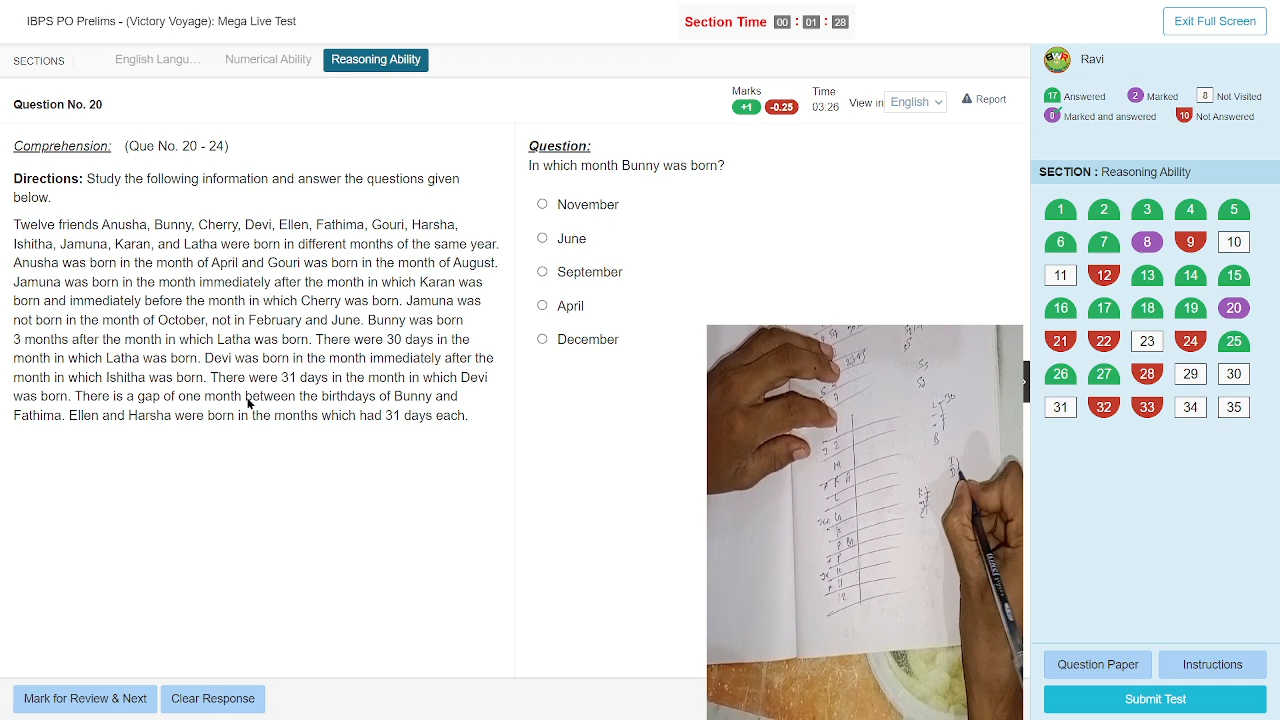 IBPS PO Prelims - (Victory Voyage): Mega Live Test
Section Time 00 : 01 : 28
Exit Full Screen
SECTIONS
English Langu...
Numerical Ability
Reasoning Ability
Ravi
Question No. 20
Marks
+1 -0.25
Time
03.26
View in English
Report
17 Answered
2 Marked
8 Not Visited
0 Marked and answered
10 Not Answered
Comprehension: (Que No. 20 - 24)
Directions: Study the following information and answer the questions given
below.
Twelve friends Anusha, Bunny, Cherry, Devi, Ellen, Fathima, Gouri, Harsha,
Ishitha, Jamuna, Karan, and Latha were born in different months of the same year.
Anusha was born in the month of April and Gouri was born in the month of August.
Jamuna was born in the month immediately after the month in which Karan was
born and immediately before the month in which Cherry was born. Jamuna was
not born in the month of October, not in February and June. Bunny was born
3 months after the month in which Latha was born. There were 30 days in the
month in which Latha was born. Devi was born in the month immediately after the
month in which Ishitha was born. There were 31 days in the month in which Devi
was born. There is a gap of one month between the birthdays of Bunny and
Fathima. Ellen and Harsha were born in the months which had 31 days each.
Question:
In which month Bunny was born?
November
June
September
April
December
SECTION : Reasoning Ability
1 2 3 4 5
6 7 8 9 10
11 12 13 14 15
16 17 18 19 20
21 22 23 24 25
26 27 28 29 30
31 32 33 34 35
Mark for Review & Next
Clear Response
Question Paper
Instructions
Submit Test